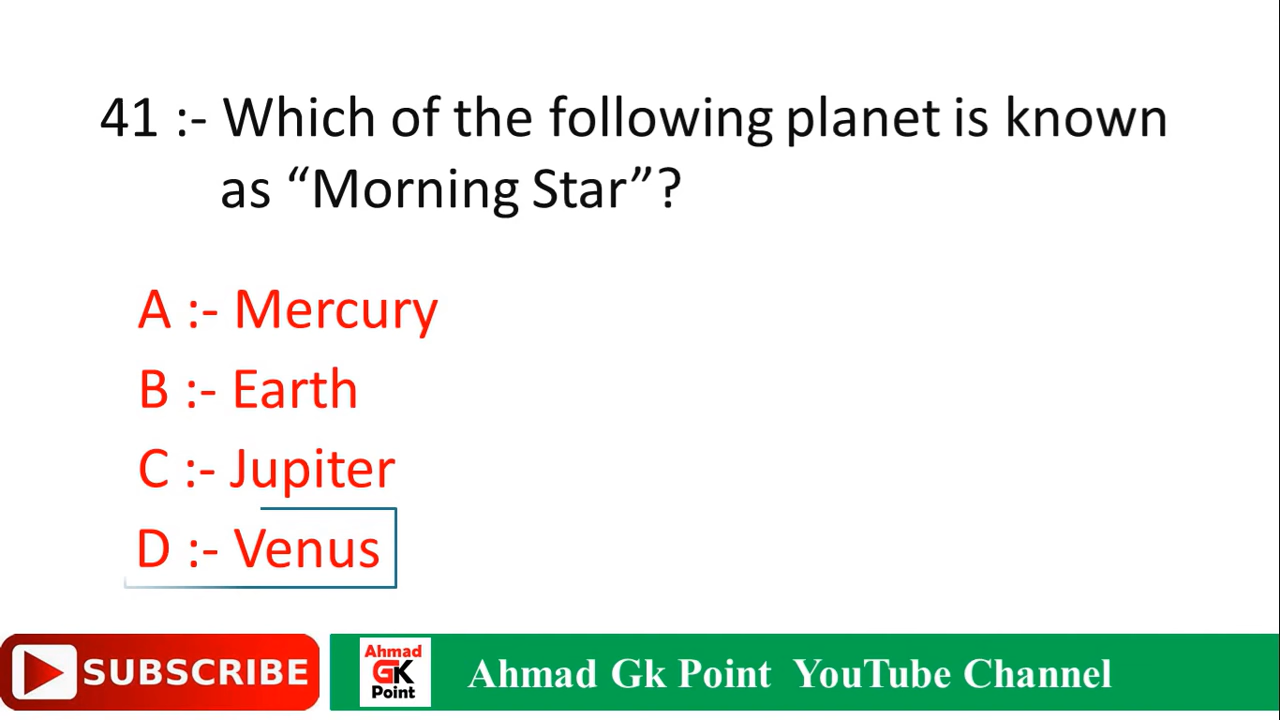 41 :- Which of the following planet is known
as “Morning Star”?
A :- Mercury
B :- Earth
C :- Jupiter
D :- Venus
SUBSCRIBE
Ahmad
GK
Point
Ahmad Gk Point YouTube Channel